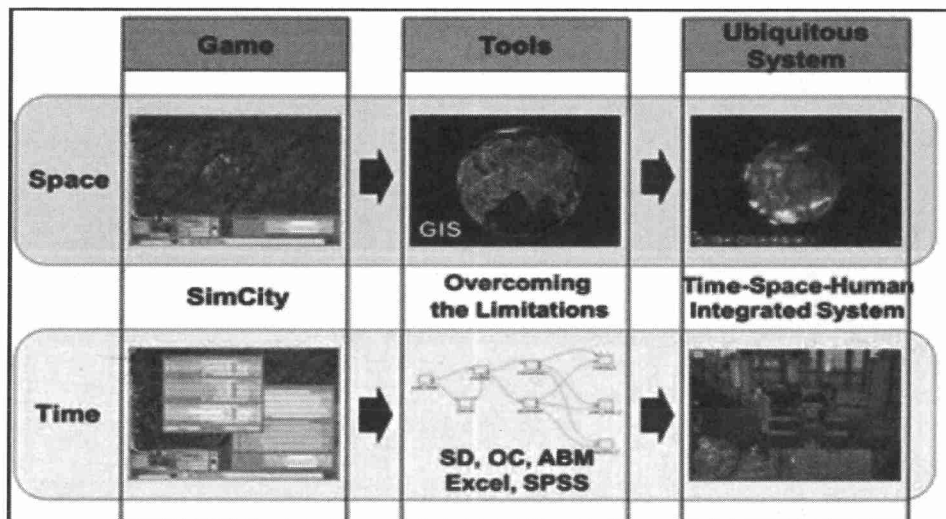 Game
Tools
Ubiquitous
System
Space
GIS
SimCity
Overcoming
the Limitations
Time-Space-Human
Integrated System
Time
SD, OC, ABM
Excel, SPSS